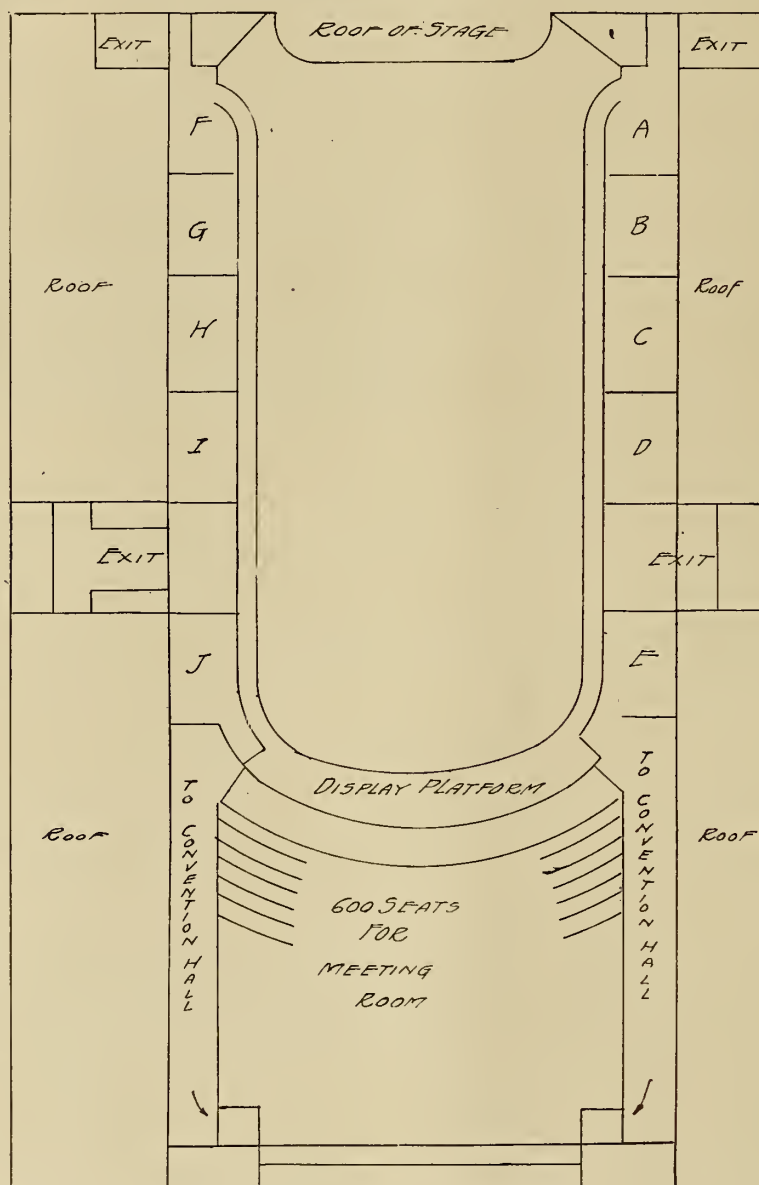 EXIT
ROOF OF STAGE
EXIT
F
A
G
B
ROOF
ROOF
H
C
I
D
EXIT
EXIT
J
E
DISPLAY PLATFORM
TO CONVENTION HALL
TO CONVENTION HALL
ROOF
ROOF
600 SEATS
FOR
MEETING
ROOM